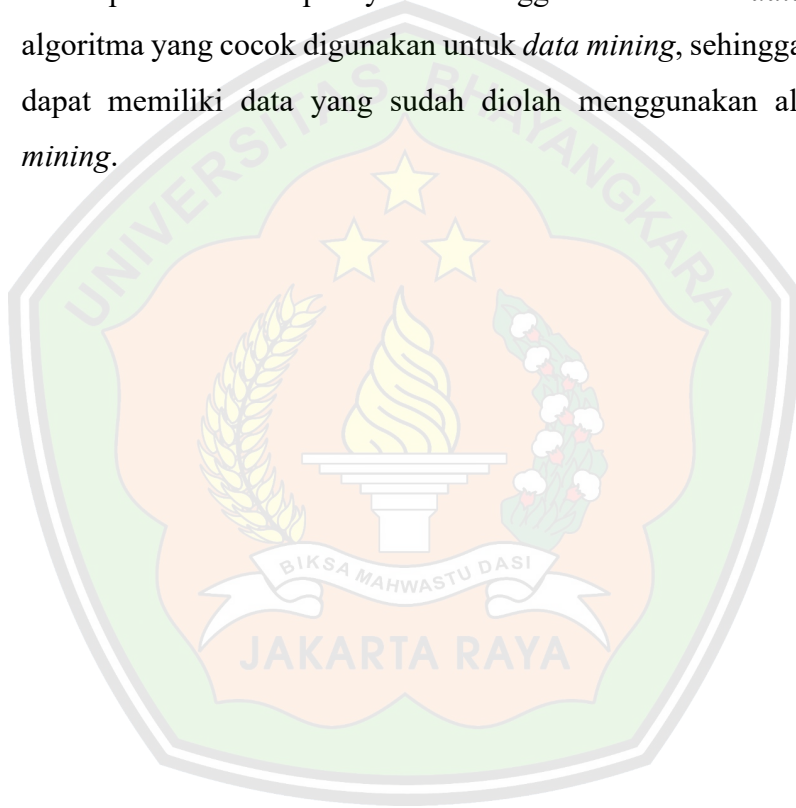 algoritma yang cocok digunakan untuk data mining, sehingga
dapat memiliki data yang sudah diolah menggunakan al
mining.
UNIVERSITAS BHAYANGKARA
BIKSA MAHWASTU DASI
JAKARTA RAYA